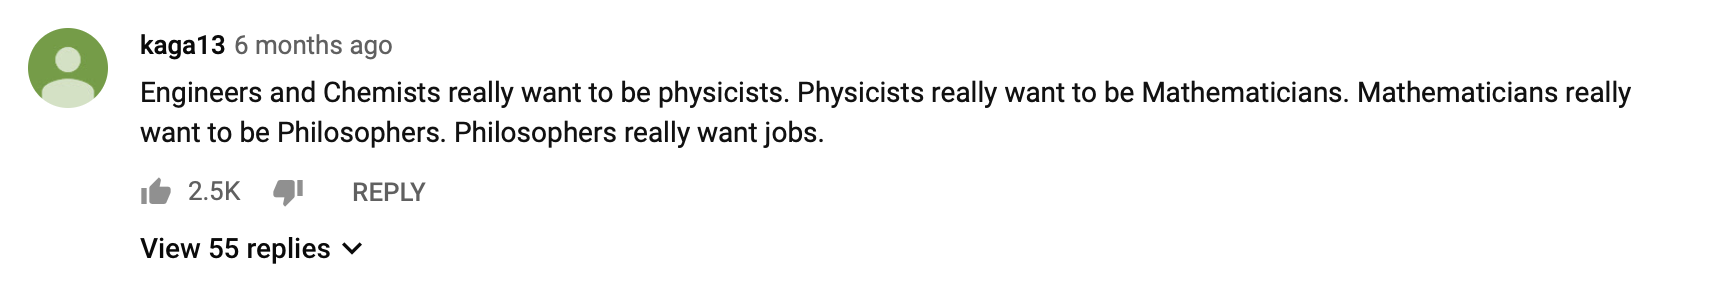 kaga13 6 months ago
Engineers and Chemists really want to be physicists. Physicists really want to be Mathematicians. Mathematicians really
want to be Philosophers. Philosophers really want jobs.
2.5K REPLY
View 55 replies